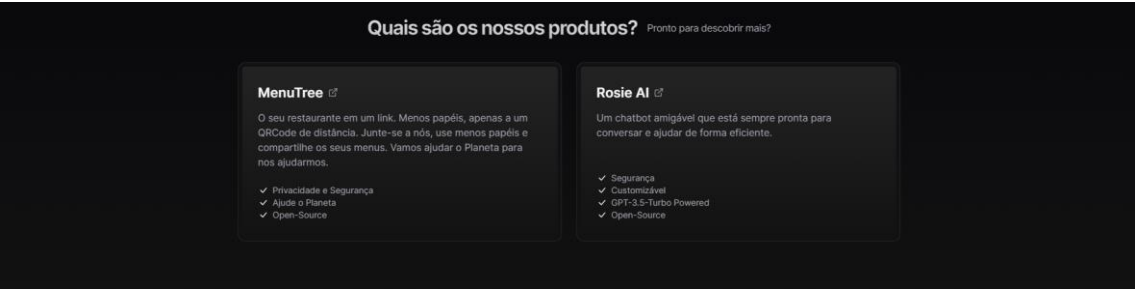 Quais são os nossos produtos? Pronto para descobrir mais?
MenuTree
O seu restaurante em um link. Menos papéis, apenas a um
QRCode de distância. Junte-se a nós, use menos papéis e
compartilhe os seus menus. Vamos ajudar o Planeta para
nos ajudarmos.
Privacidade e Segurança
Ajude o Planeta
Open-Source
Rosie AI
Um chatbot amigável que está sempre pronta para
conversar e ajudar de forma eficiente.
Segurança
Customizável
GPT-3.5-Turbo Powered
Open-Source